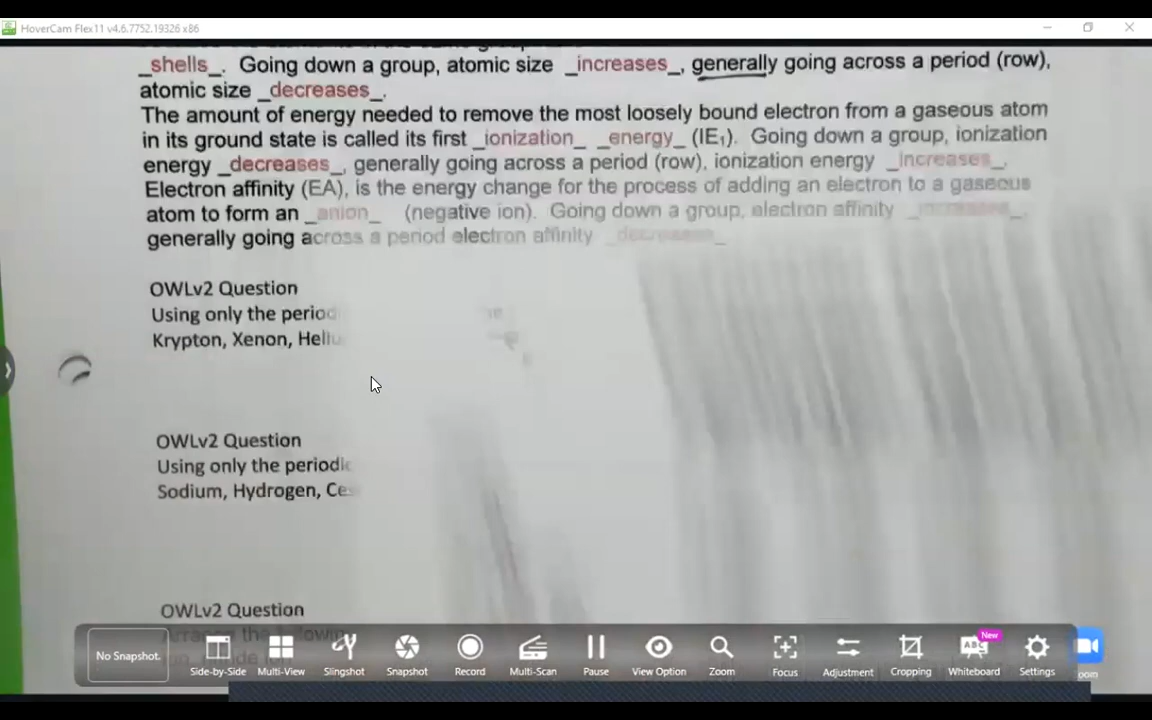 HoverCam Flex11 v4.6.7752.19326 x86
_shells_. Going down a group, atomic size _increases_, generally going across a period (row),
atomic size _decreases_.
The amount of energy needed to remove the most loosely bound electron from a gaseous atom
in its ground state is called its first _ionization_ _energy_ (IE₁). Going down a group, ionization
energy _decreases_, generally going across a period (row), ionization energy _increases_.
Electron affinity (EA), is the energy change for the process of adding an electron to a gaseous
atom to form an _anion_ (negative ion). Going down a group, electron affinity _increases_,
generally going across a period electron affinity _decreases_
OWLv2 Question
Using only the
Krypton, Xenon,
OWLv2 Question
Using only the
Sodium, Hydrogen,
OWLv2 Question
No Snapshot.
Side-by-Side Multi-View Slingshot Snapshot Record Multi-Scan Pause View Option Zoom Focus Adjustment Cropping Whiteboard New Settings